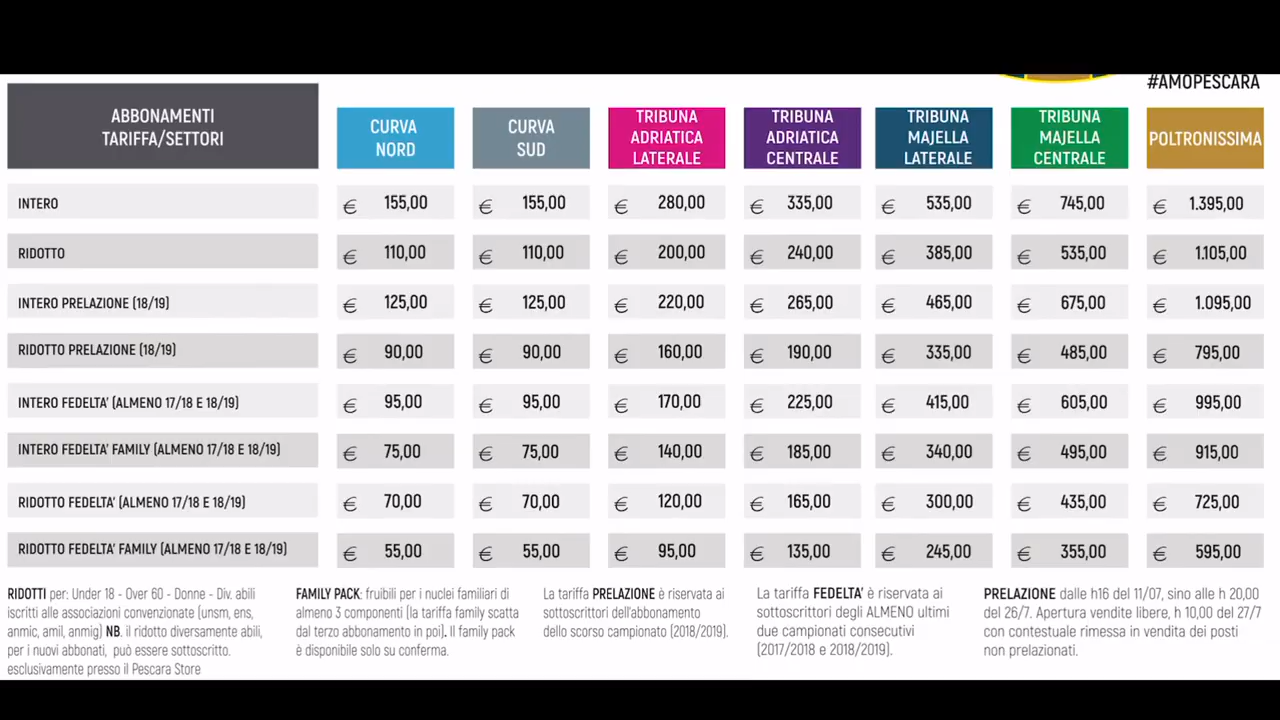 #AMOPESCARA
ABBONAMENTI
TARIFFA/SETTORI
CURVA
NORD
CURVA
SUD
TRIBUNA
ADRIATICA
LATERALE
TRIBUNA
ADRIATICA
CENTRALE
TRIBUNA
MAJELLA
LATERALE
TRIBUNA
MAJELLA
CENTRALE
POLTRONISSIMA
INTERO € 155,00 € 155,00 € 280,00 € 335,00 € 535,00 € 745,00 € 1.395,00
RIDOTTO € 110,00 € 110,00 € 200,00 € 240,00 € 385,00 € 535,00 € 1.105,00
INTERO PRELAZIONE (18/19) € 125,00 € 125,00 € 220,00 € 265,00 € 465,00 € 675,00 € 1.095,00
RIDOTTO PRELAZIONE (18/19) € 90,00 € 90,00 € 160,00 € 190,00 € 335,00 € 485,00 € 795,00
INTERO FEDELTA' (ALMENO 17/18 E 18/19) € 95,00 € 95,00 € 170,00 € 225,00 € 415,00 € 605,00 € 995,00
INTERO FEDELTA' FAMILY (ALMENO 17/18 E 18/19) € 75,00 € 75,00 € 140,00 € 185,00 € 340,00 € 495,00 € 915,00
RIDOTTO FEDELTA' (ALMENO 17/18 E 18/19) € 70,00 € 70,00 € 120,00 € 165,00 € 300,00 € 435,00 € 725,00
RIDOTTO FEDELTA' FAMILY (ALMENO 17/18 E 18/19) € 55,00 € 55,00 € 95,00 € 135,00 € 245,00 € 355,00 € 595,00
RIDOTTI per: Under 18 - Over 60 - Donne - Div. abili
iscritti alle associazioni convenzionate (unsm, ens,
anmic, amil, anmig) NB. il ridotto diversamente abili,
per i nuovi abbonati, può essere sottoscritto.
esclusivamente presso il Pescara Store
FAMILY PACK: fruibili per i nuclei familiari di
almeno 3 componenti (la tariffa family scatta
dal terzo abbonamento in poi). Il family pack
è disponibile solo su conferma.
La tariffa PRELAZIONE è riservata ai
sottoscrittori dell'abbonamento
dello scorso campionato (2018/2019).
La tariffa FEDELTA' è riservata ai
sottoscrittori degli ALMENO ultimi
due campionati consecutivi
(2017/2018 e 2018/2019).
PRELAZIONE dalle h16 del 11/07, sino alle h 20,00
del 26/7. Apertura vendite libere, h 10,00 del 27/7
con contestuale rimessa in vendita dei posti
non prelazionati.